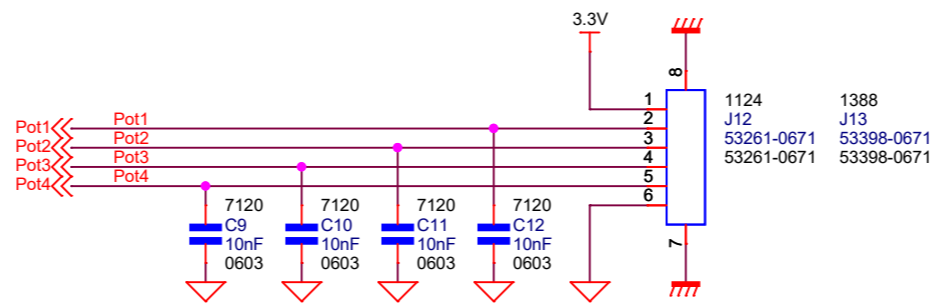 3.3V
8
1
2
3
4
5
6
7
1124
J12
53261-0671
53261-0671
1388
J13
53398-0671
53398-0671
Pot1 Pot1
Pot2 Pot2
Pot3 Pot3
Pot4 Pot4
7120
C9
10nF
0603
7120
C10
10nF
0603
7120
C11
10nF
0603
7120
C12
10nF
0603